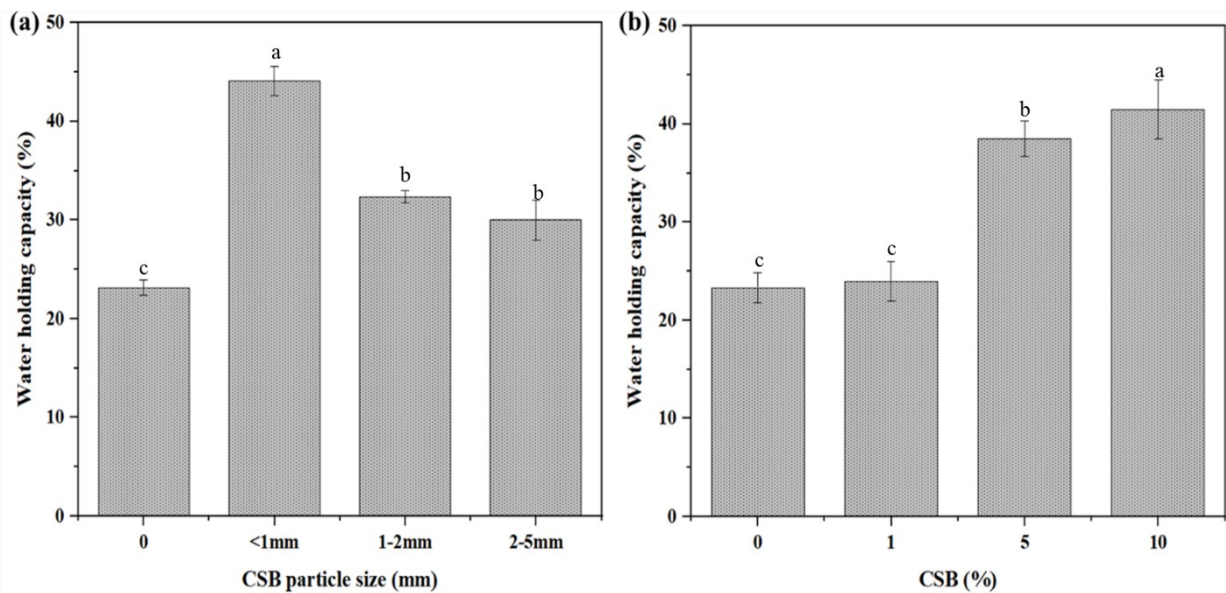 (a)
50
40
30
20
10
0
Water holding capacity (%)
c
a
b
b
0 <1mm 1-2mm 2-5mm
CSB particle size (mm)
(b)
50
40
30
20
10
0
Water holding capacity (%)
c
c
b
a
0 1 5 10
CSB (%)